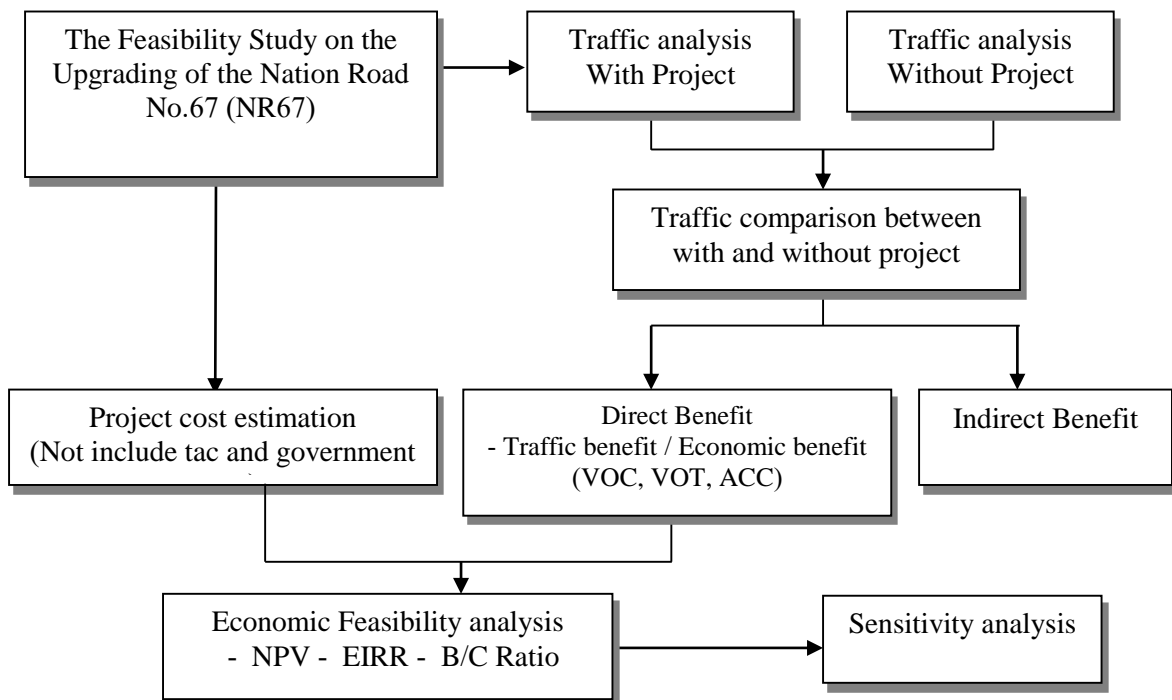 The Feasibility Study on the
Upgrading of the Nation Road
No.67 (NR67)
Traffic analysis
With Project
Traffic analysis
Without Project
Traffic comparison between
with and without project
Project cost estimation
(Not include tac and government
Direct Benefit
- Traffic benefit / Economic benefit
(VOC, VOT, ACC)
Indirect Benefit
Economic Feasibility analysis
- NPV - EIRR - B/C Ratio
Sensitivity analysis